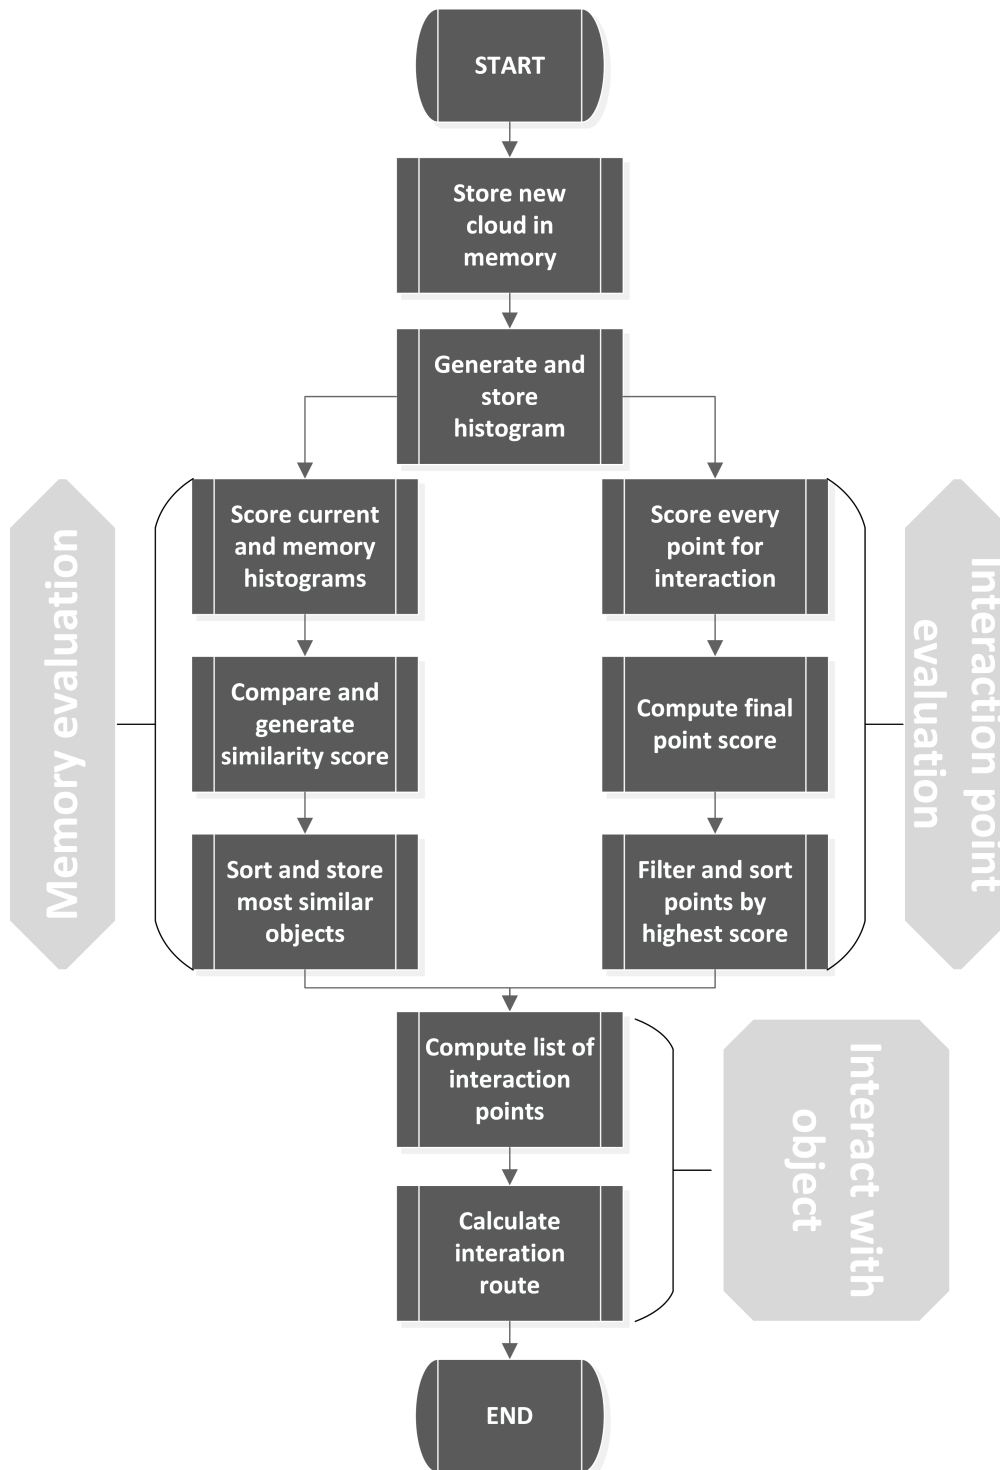 START
Store new
cloud in
memory
Generate and
store
histogram
Memory evaluation
Score current
and memory
histograms
Compare and
generate
similarity score
Sort and store
most similar
objects
Score every
point for
interaction
Compute final
point score
Filter and sort
points by
highest score
Interaction point
evaluation
Compute list of
interaction
points
Calculate
interation
route
Interact with
object
END